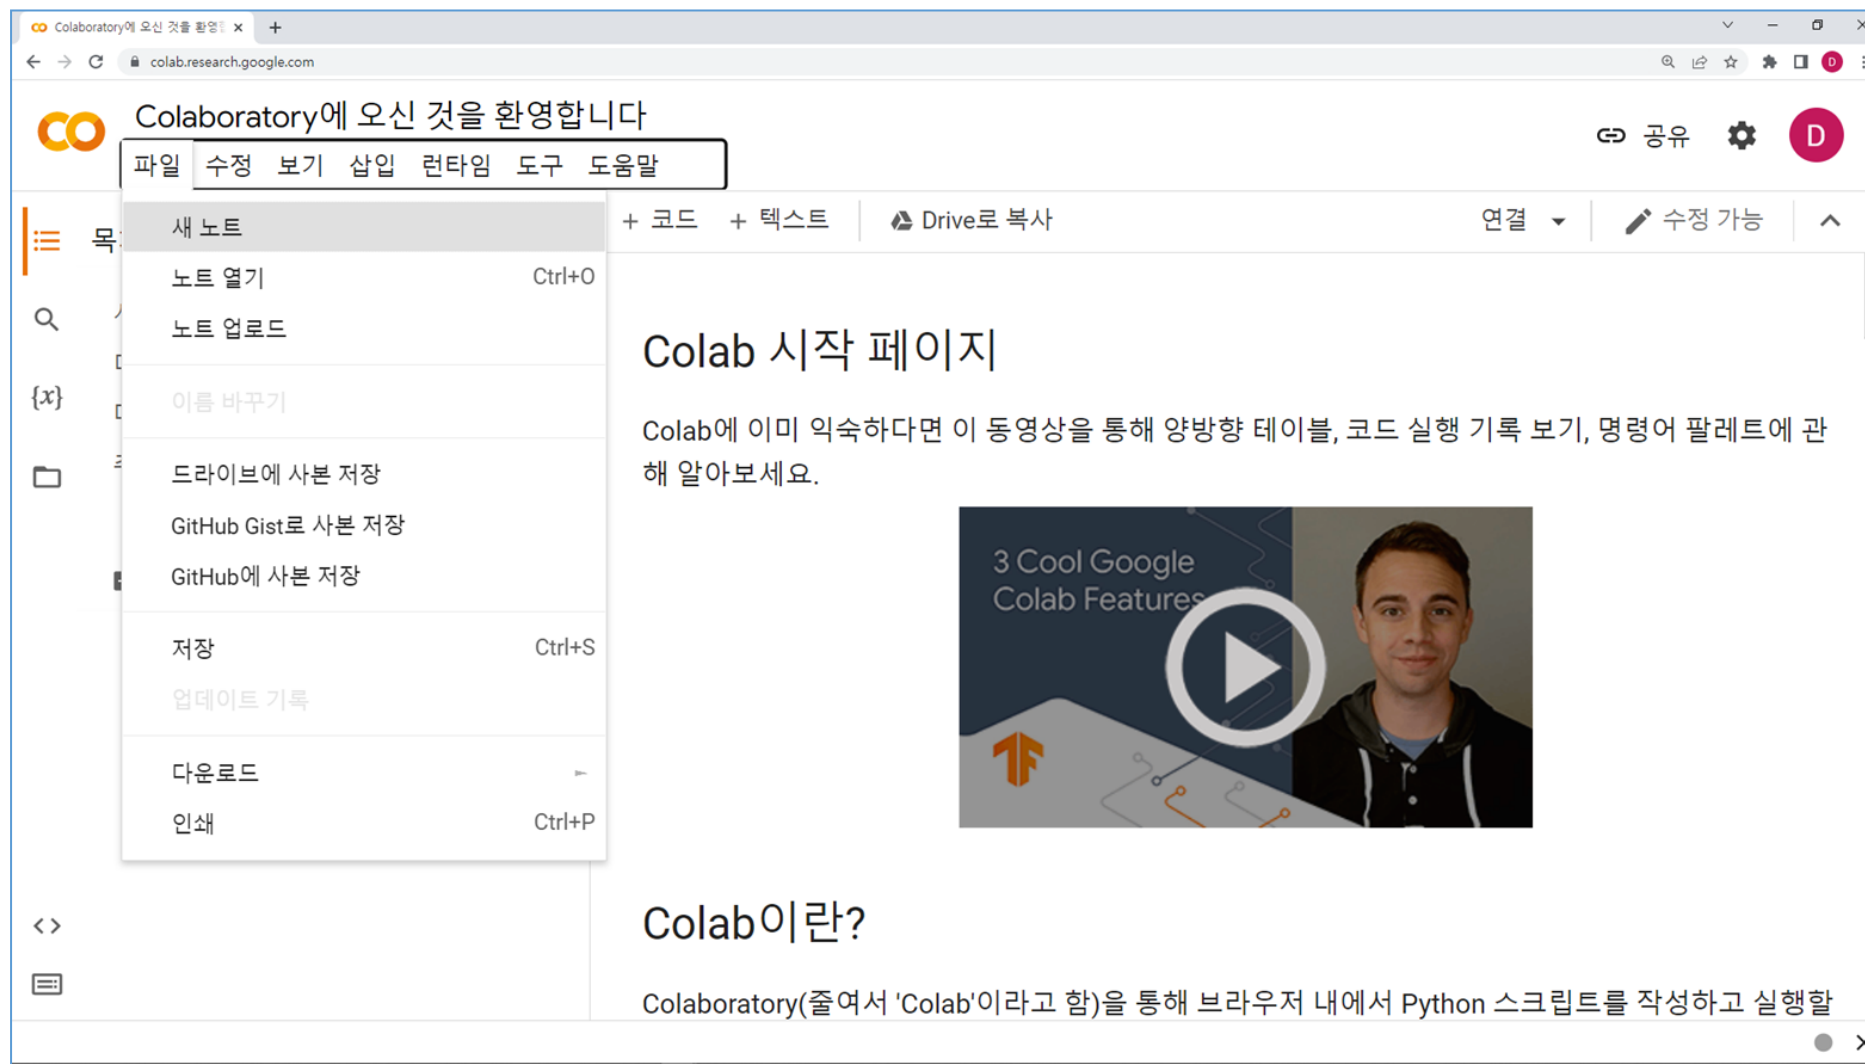 Colaboratory에 오신 것을 환영합
colab.research.google.com
D
Colaboratory에 오신 것을 환영합니다
공유
D
파일 수정 보기 삽입 런타임 도구 도움말
+ 코드 + 텍스트 Drive로 복사
연결 수정 가능
새 노트
노트 열기 Ctrl+O
노트 업로드
이름 바꾸기
드라이브에 사본 저장
GitHub Gist로 사본 저장
GitHub에 사본 저장
저장 Ctrl+S
업데이트 기록
다운로드
인쇄 Ctrl+P
{x}
Colab 시작 페이지
Colab에 이미 익숙하다면 이 동영상을 통해 양방향 테이블, 코드 실행 기록 보기, 명령어 팔레트에 관
해 알아보세요.
3 Cool Google
Colab Features
Colab이란?
Colaboratory(줄여서 'Colab'이라고 함)을 통해 브라우저 내에서 Python 스크립트를 작성하고 실행할